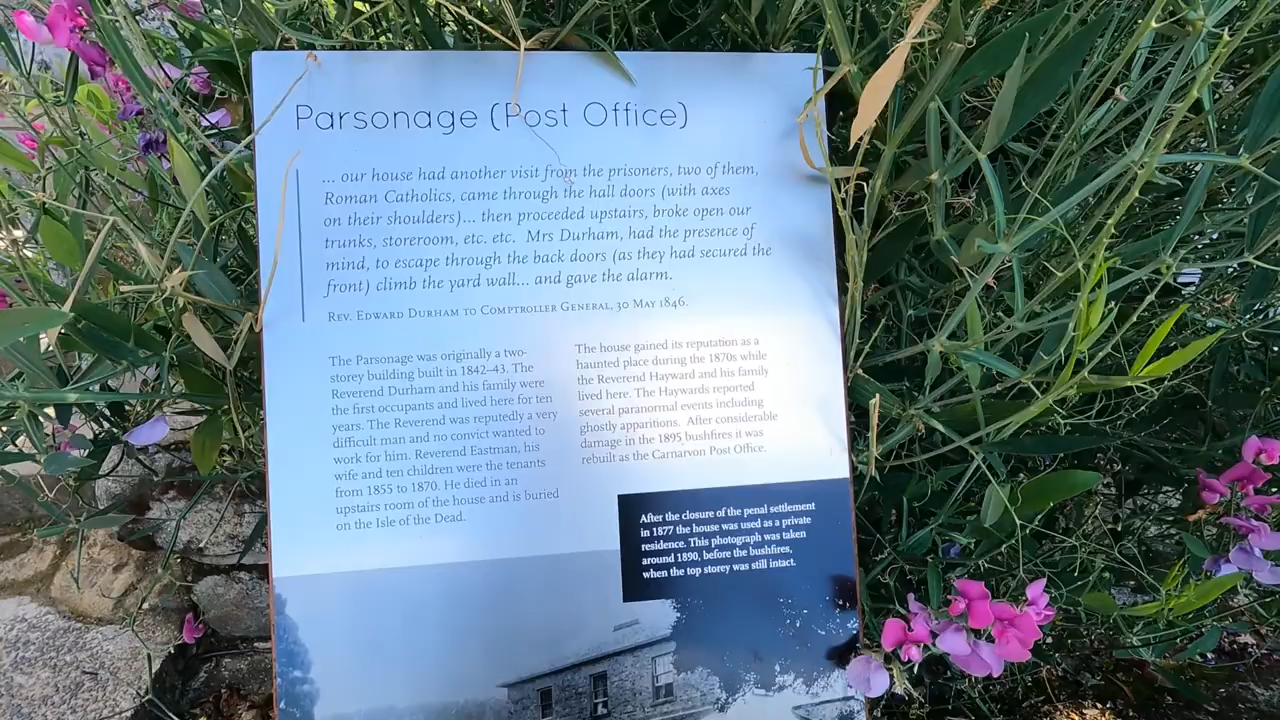 Parsonage (Post Office)
... our house had another visit from the prisoners, two of them,
Roman Catholics, came through the hall doors (with axes
on their shoulders)... then proceeded upstairs, broke open our
trunks, storeroom, etc. etc. Mrs Durham, had the presence of
mind, to escape through the back doors (as they had secured the
front) climb the yard wall... and gave the alarm.
Rev. Edward Durham to Comptroller General, 30 May 1846.
The Parsonage was originally a two-
storey building built in 1842–43. The
Reverend Durham and his family were
the first occupants and lived here for ten
years. The Reverend was reputedly a very
difficult man and no convict wanted to
work for him. Reverend Eastman, his
wife and ten children were the tenants
from 1855 to 1870. He died in an
upstairs room of the house and is buried
on the Isle of the Dead.
The house gained its reputation as a
haunted place during the 1870s while
the Reverend Hayward and his family
lived here. The Haywards reported
several paranormal events including
ghostly apparitions. After considerable
damage in the 1895 bushfires it was
rebuilt as the Carnarvon Post Office.
After the closure of the penal settlement
in 1877 the house was used as a private
residence. This photograph was taken
around 1890, before the bushfires,
when the top storey was still intact.